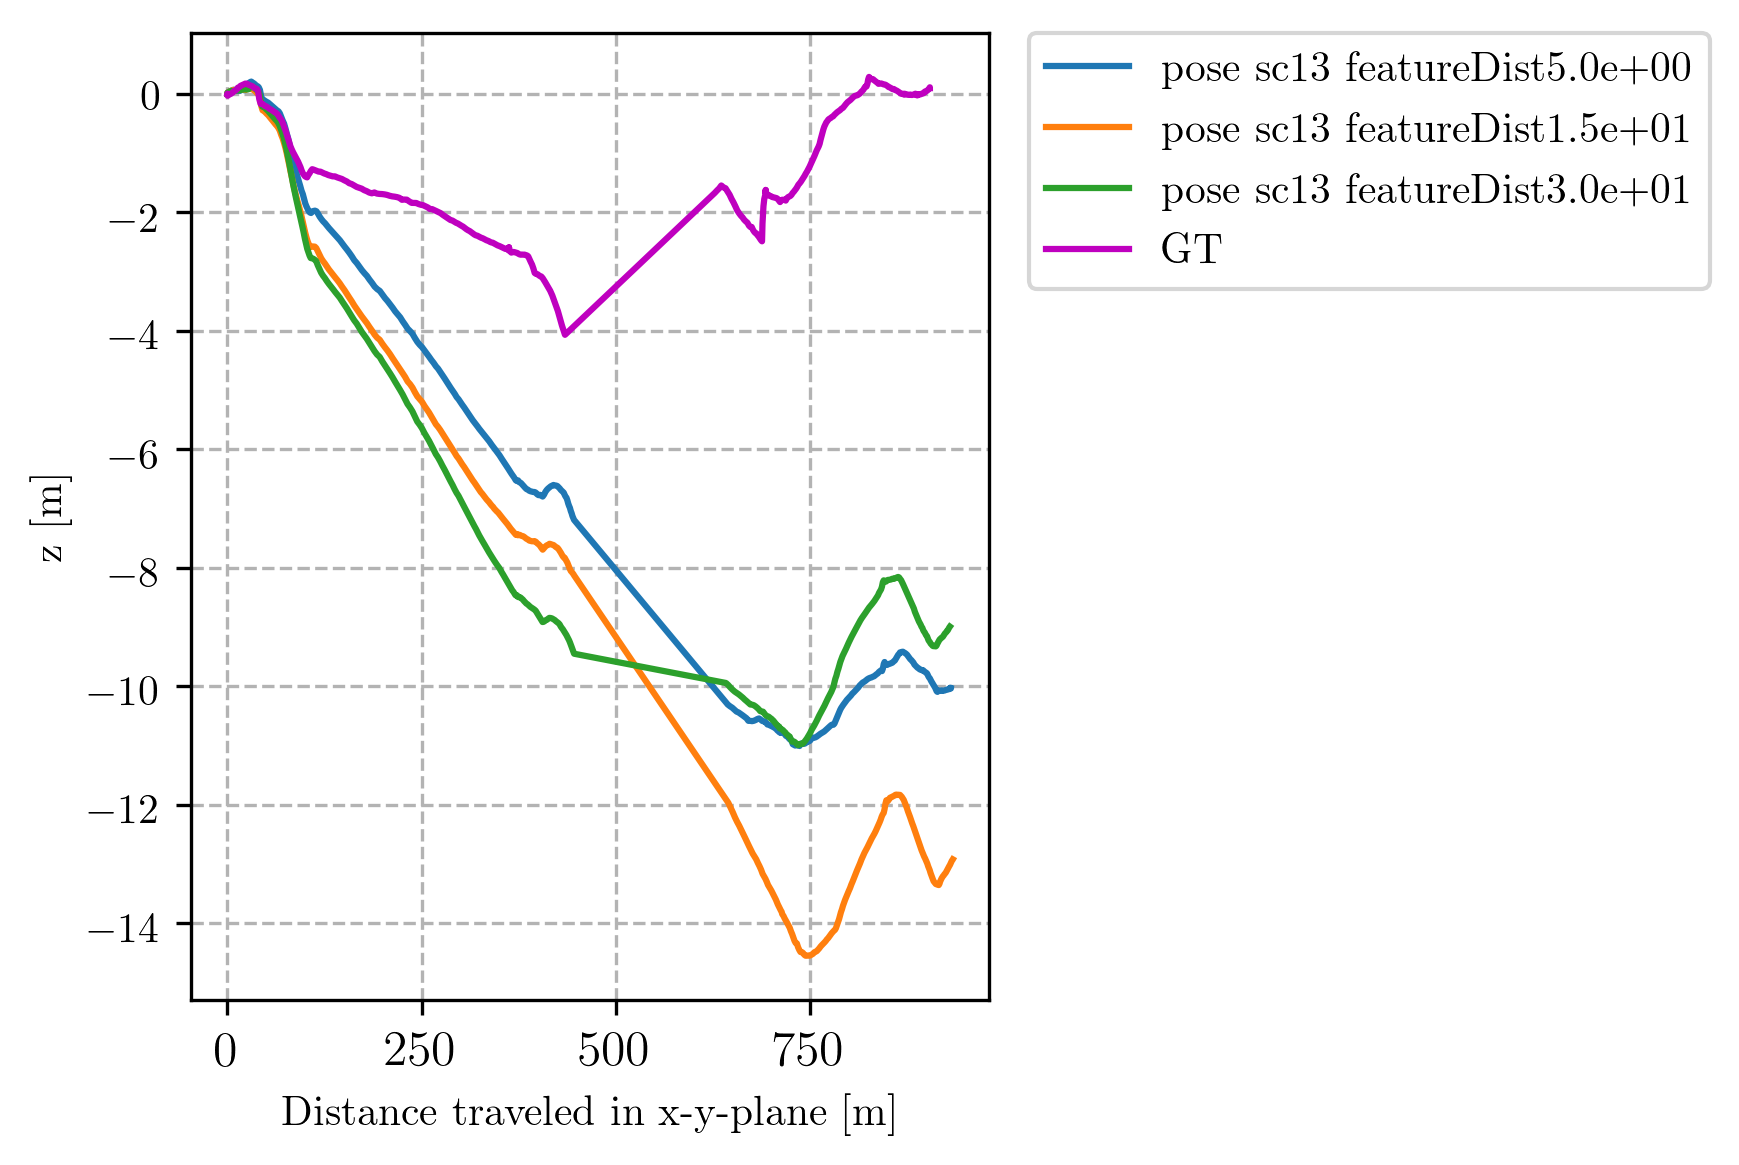 0
−2
−4
−6
−8
−10
−12
−14
z [m]
0 250 500 750
Distance traveled in x-y-plane [m]
pose sc13 featureDist5.0e+00
pose sc13 featureDist1.5e+01
pose sc13 featureDist3.0e+01
GT